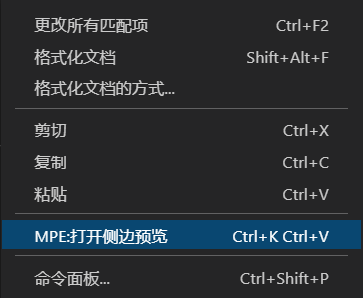 更改所有匹配项 Ctrl+F2
格式化文档 Shift+Alt+F
格式化文档的方式...
剪切 Ctrl+X
复制 Ctrl+C
粘贴 Ctrl+V
MPE:打开侧边预览 Ctrl+K Ctrl+V
命令面板... Ctrl+Shift+P